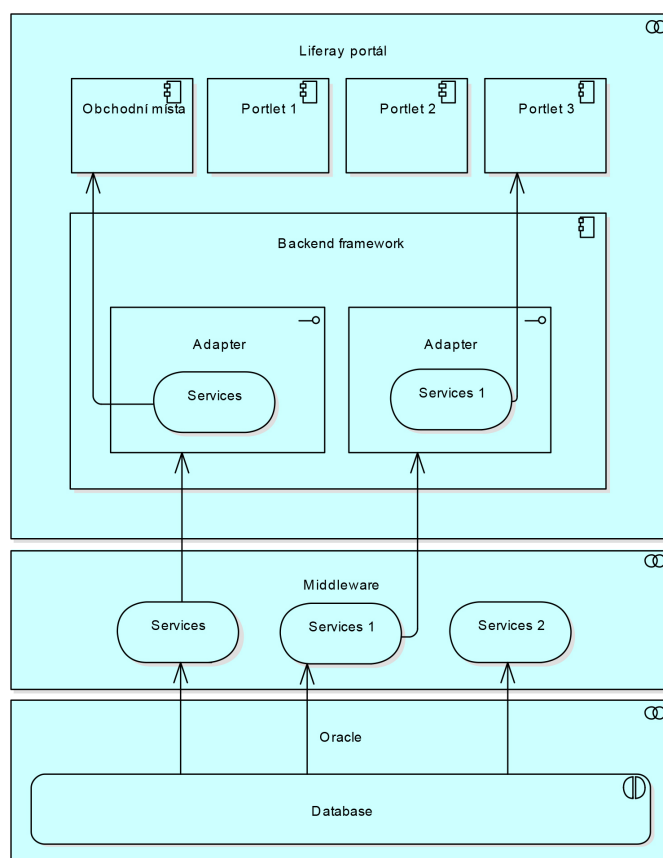 Liferay portál
Obchodní místa
Portlet 1
Portlet 2
Portlet 3
Backend framework
Adapter
Adapter
Services
Services 1
Middleware
Services
Services 1
Services 2
Oracle
Database